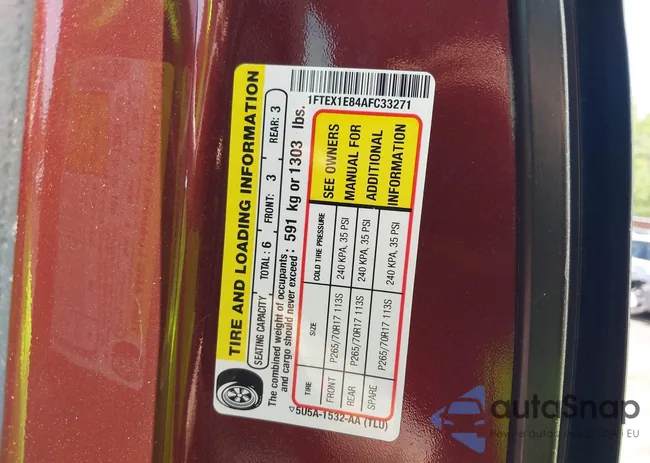 TIRE AND LOADING INFORMATION
SEATING CAPACITY TOTAL: 6 FRONT: 3 REAR: 3
The combined weight of occupants
and cargo should never exceed: 591 kg or 1303 lbs.
TIRE SIZE COLD TIRE PRESSURE SEE OWNERS
FRONT P265/70R17 113S 240 KPA, 35 PSI MANUAL FOR
REAR P265/70R17 113S 240 KPA, 35 PSI ADDITIONAL
SPARE P265/70R17 113S 240 KPA, 35 PSI INFORMATION
1FTEX1E84AFC33271
5U5A-1532-AA (TLU)
autoSnap